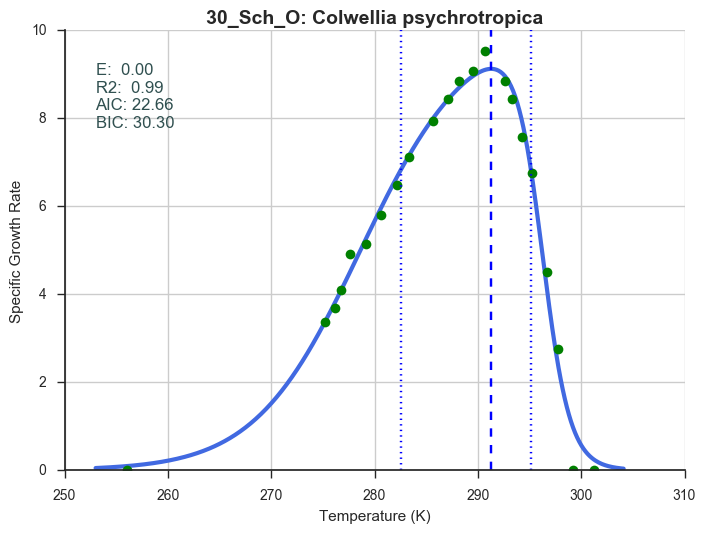 30_Sch_O: Colwellia psychrotropica
E:  0.00
R2:  0.99
AIC: 22.66
BIC: 30.30
Specific Growth Rate
10
8
6
4
2
0
250 260 270 280 290 300 310
Temperature (K)